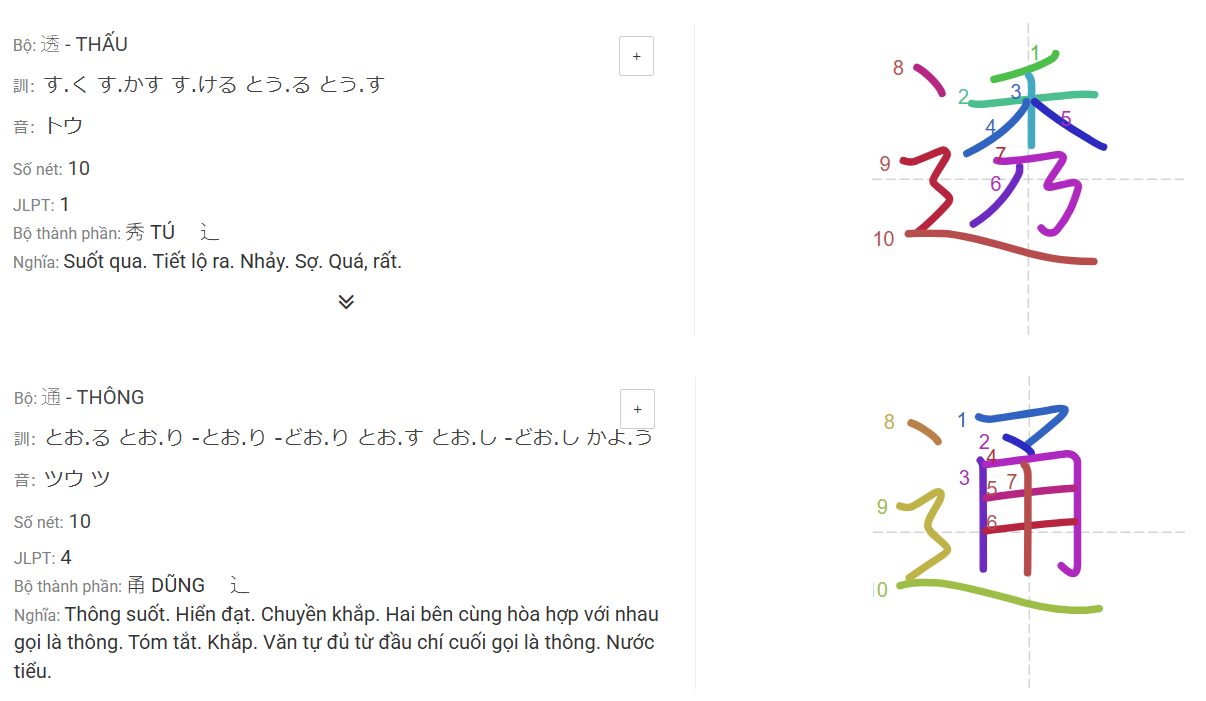 Bộ: 透 - THẤU
+
訓: す.く す.かす す.ける とう.る とう.す
音: トウ
Số nét: 10
JLPT: 1
Bộ thành phần: 秀 TÚ ⻌
Nghĩa: Suốt qua. Tiết lộ ra. Nhảy. Sợ. Quá, rất.
1
8
2
3
4
5
7
9
6
10
Bộ: 通 - THÔNG
+
訓: とお.る とお.り -とお.り -どお.り とお.す とお.し -どお.し かよ.う
音: ツウ ツ
Số nét: 10
JLPT: 4
Bộ thành phần: 甬 DŨNG ⻌
Nghĩa: Thông suốt. Hiển đạt. Chuyền khắp. Hai bên cùng hòa hợp với nhau
gọi là thông. Tóm tắt. Khắp. Văn tự đủ từ đầu chí cuối gọi là thông. Nước
tiểu.
8
1
2
4
3
5
7
9
6
10